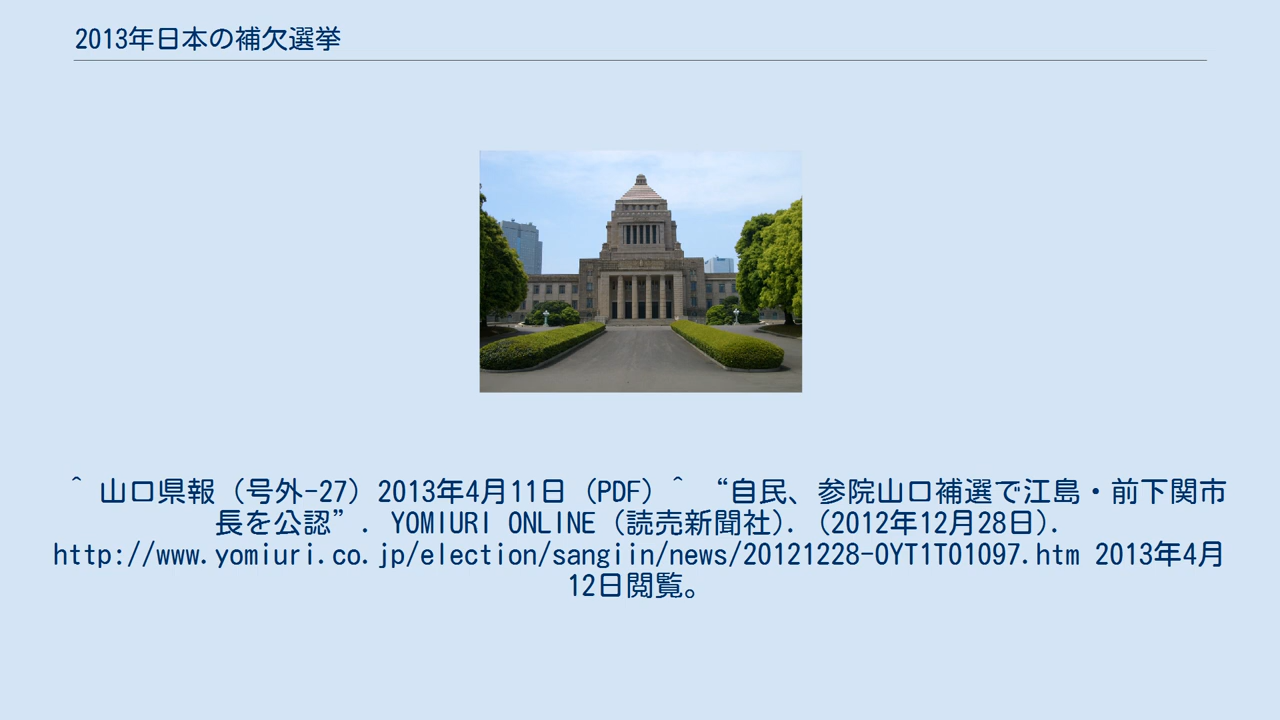 2013年日本の補欠選挙
^ 山口県報（号外-27）2013年4月11日（PDF）^ “自民、参院山口補選で江島・前下関市
長を公認”. YOMIURI ONLINE（読売新聞社）. （2012年12月28日）.
http://www.yomiuri.co.jp/election/sangiin/news/20121228-OYT1T01097.htm 2013年4月
12日閲覧。